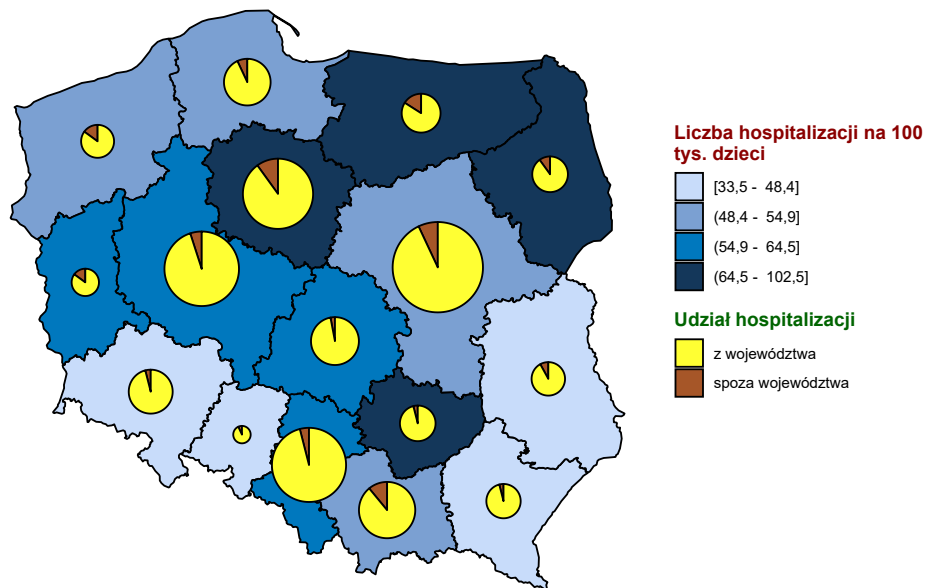 Liczba hospitalizacji na 100
tys. dzieci
[33,5 - 48,4]
(48,4 - 54,9]
(54,9 - 64,5]
(64,5 - 102,5]
Udział hospitalizacji
z województwa
spoza województwa